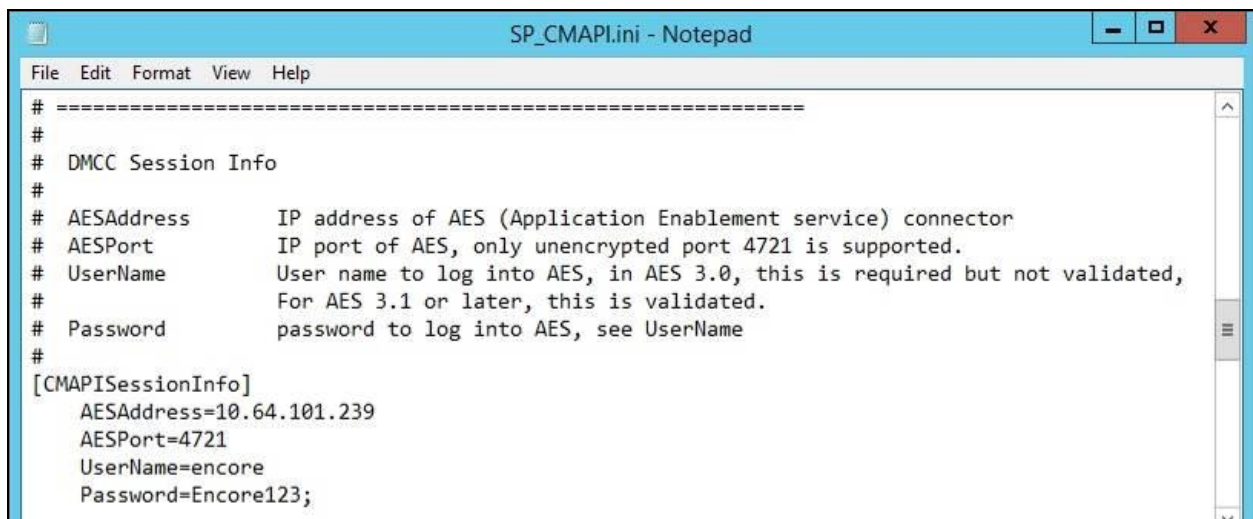 SP_CMAPI.ini - Notepad
File Edit Format View Help
# =============================================================
#
# DMCC Session Info
#
# AESAddress IP address of AES (Application Enablement service) connector
# AESPort IP port of AES, only unencrypted port 4721 is supported.
# UserName User name to log into AES, in AES 3.0, this is required but not validated,
# For AES 3.1 or later, this is validated.
# Password password to log into AES, see UserName
#
[CMAPISessionInfo]
AESAddress=10.64.101.239
AESPort=4721
UserName=encore
Password=Encore123;